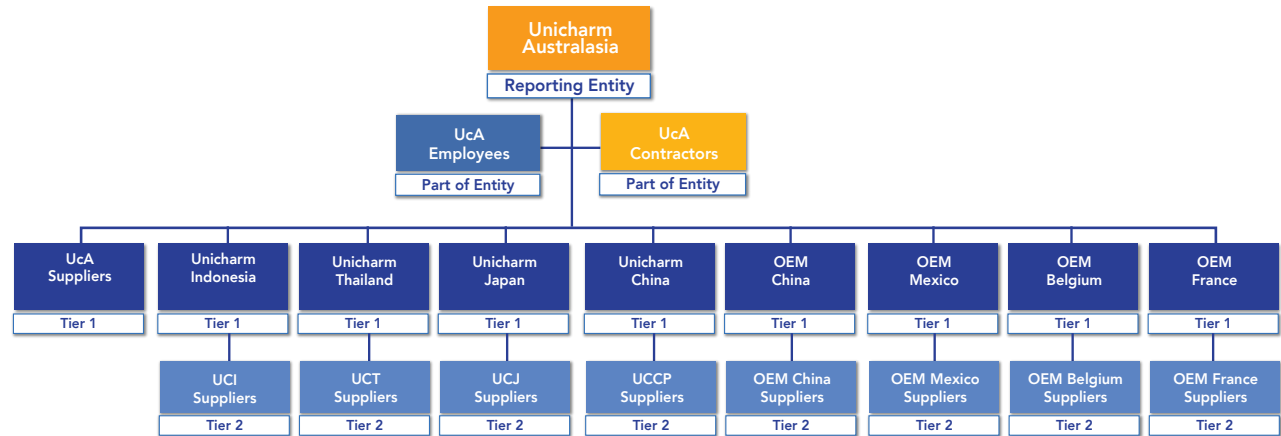 Unicharm
Australasia
Reporting Entity
UcA
Employees
Part of Entity
UcA
Contractors
Part of Entity
UcA
Suppliers
Tier 1
Unicharm
Indonesia
Tier 1
Unicharm
Thailand
Tier 1
Unicharm
Japan
Tier 1
Unicharm
China
Tier 1
OEM
China
Tier 1
OEM
Mexico
Tier 1
OEM
Belgium
Tier 1
OEM
France
Tier 1
UCI
Suppliers
Tier 2
UCT
Suppliers
Tier 2
UCJ
Suppliers
Tier 2
UCCP
Suppliers
Tier 2
OEM China
Suppliers
Tier 2
OEM Mexico
Suppliers
Tier 2
OEM Belgium
Suppliers
Tier 2
OEM France
Suppliers
Tier 2